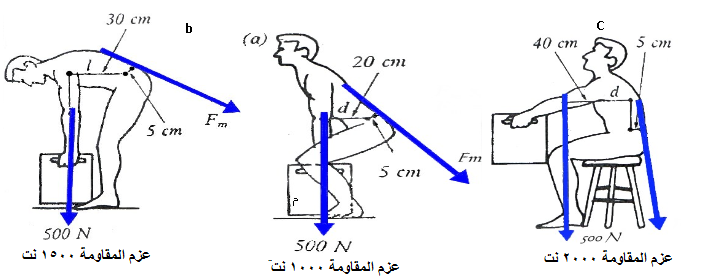 b
30 cm
l
5 cm
Fm
500 N
عزم المقاومة ١٥٠٠ نت
(a)
20 cm
d
5 cm
Fm
500 N
عزم المقاومة ١٠٠٠ نت
C
40 cm
5 cm
d
500 N
عزم المقاومة ٢٠٠٠ نت